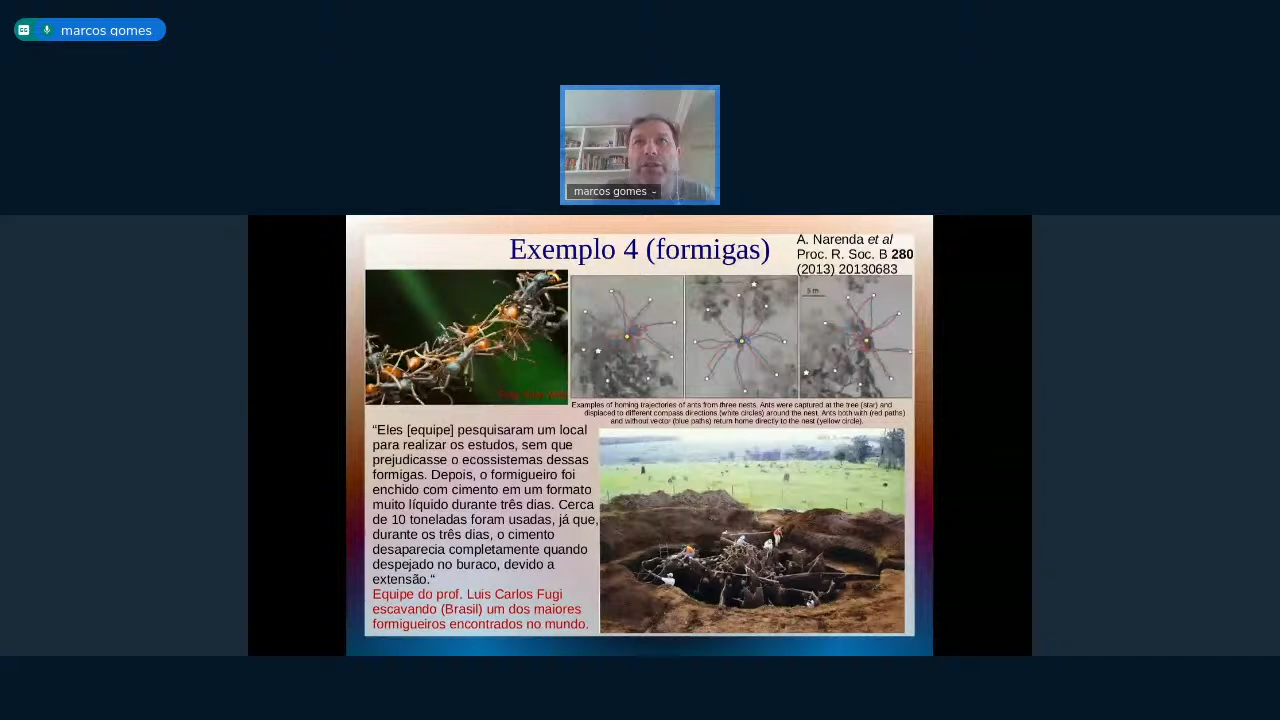 marcos gomes
marcos gomes
Exemplo 4 (formigas)
A. Narenda et al
Proc. R. Soc. B 280
(2013) 20130683
5 m
Examples of homing trajectories of ants from three nests. Ants were captured at the tree (star) and
displaced to different compass directions (white circles) around the nest. Ants both with (red paths)
and without vector (blue paths) return home directly to the nest (yellow circle).
“Eles [equipe] pesquisaram um local
para realizar os estudos, sem que
prejudicasse o ecossistemas dessas
formigas. Depois, o formigueiro foi
enchido com cimento em um formato
muito líquido durante três dias. Cerca
de 10 toneladas foram usadas, já que,
durante os três dias, o cimento
desaparecia completamente quando
despejado no buraco, devido a
extensão.“
Equipe do prof. Luis Carlos Fugi
escavando (Brasil) um dos maiores
formigueiros encontrados no mundo.